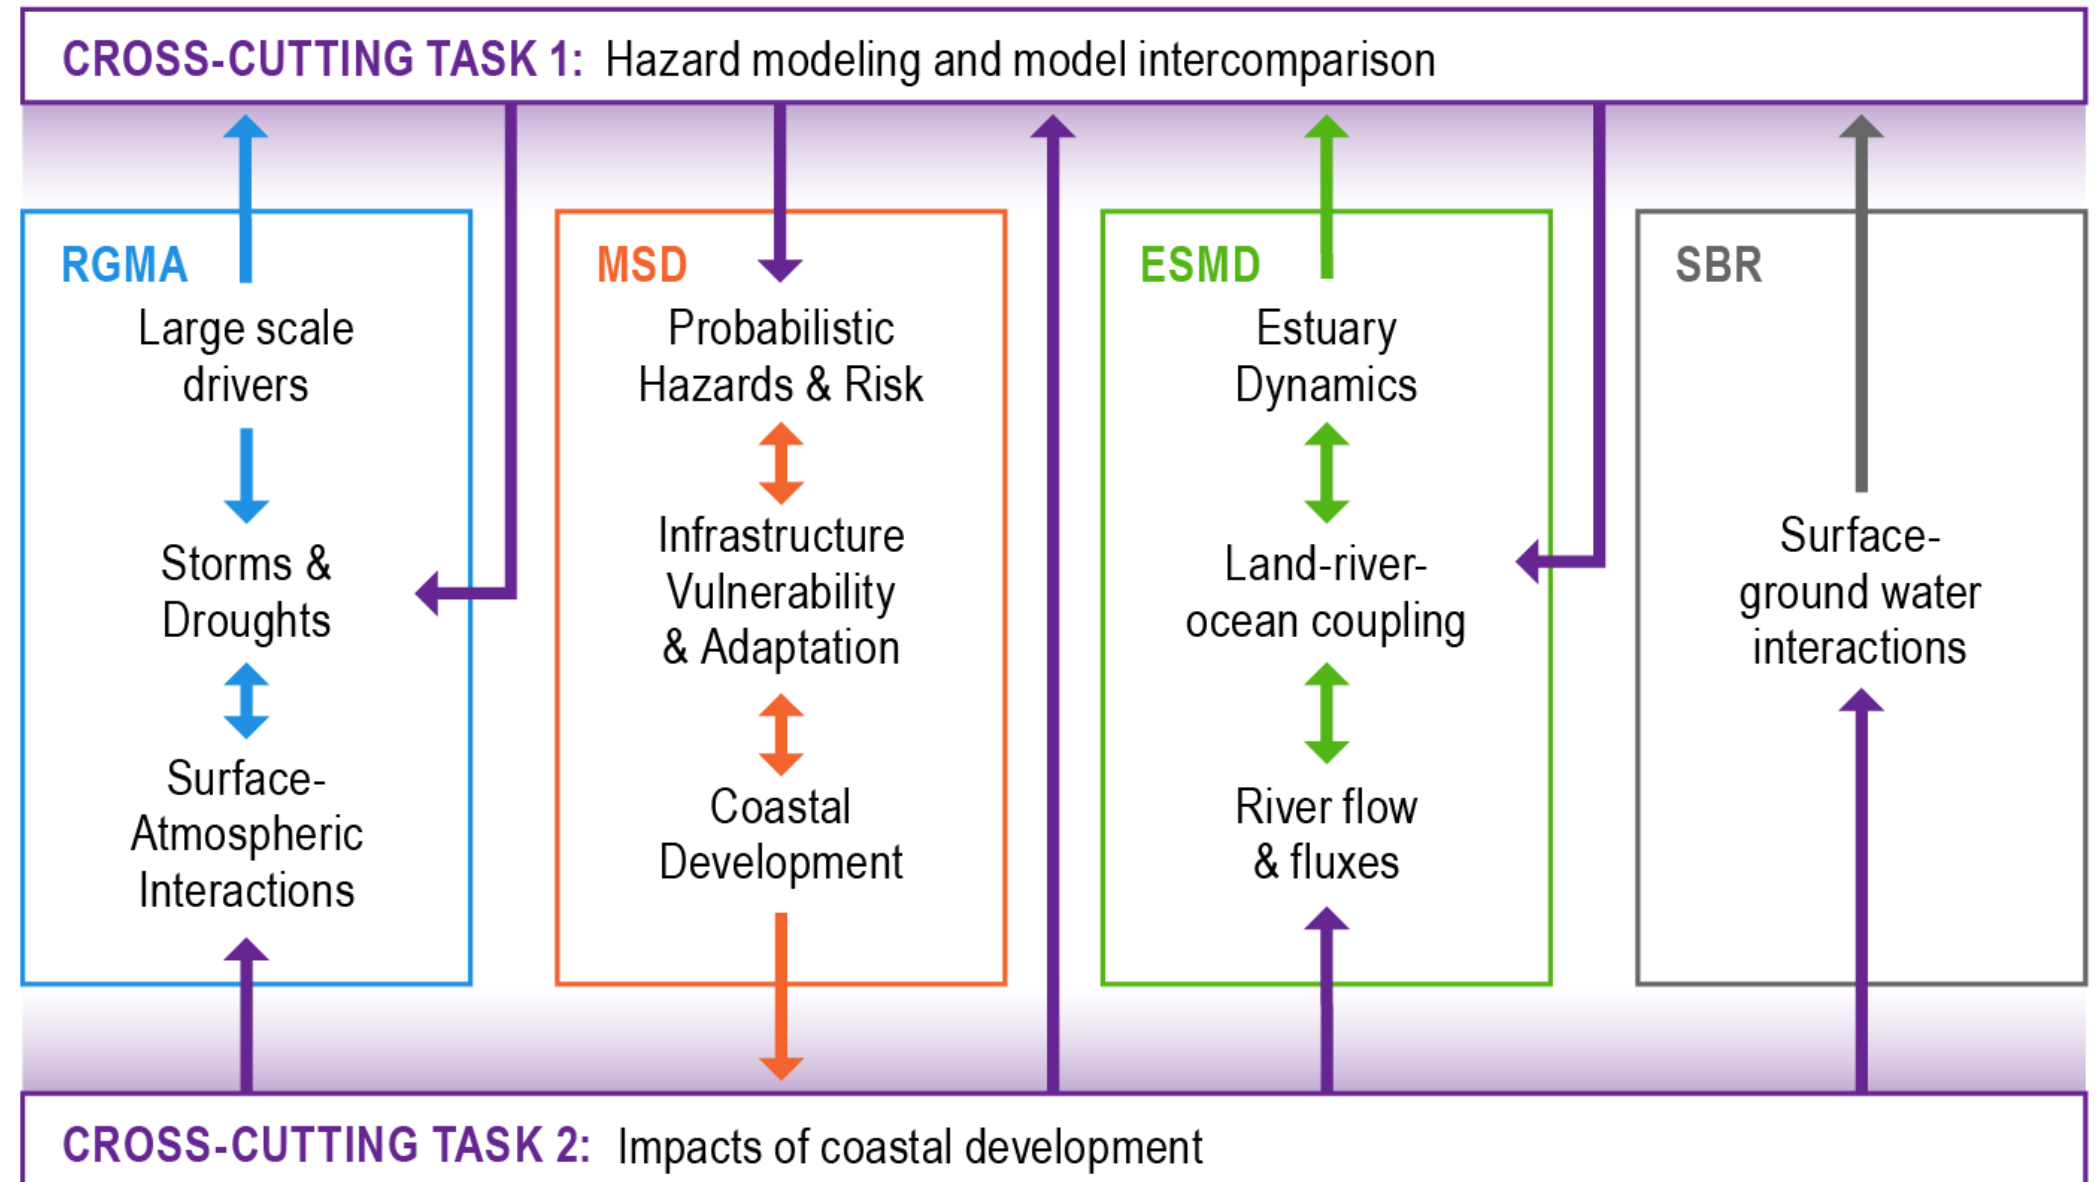 CROSS-CUTTING TASK 1: Hazard modeling and model intercomparison
RGMA
Large scale
drivers
Storms &
Droughts
Surface-
Atmospheric
Interactions
MSD
Probabilistic
Hazards & Risk
Infrastructure
Vulnerability
& Adaptation
Coastal
Development
ESMD
Estuary
Dynamics
Land-river-
ocean coupling
River flow
& fluxes
SBR
Surface-
ground water
interactions
CROSS-CUTTING TASK 2: Impacts of coastal development